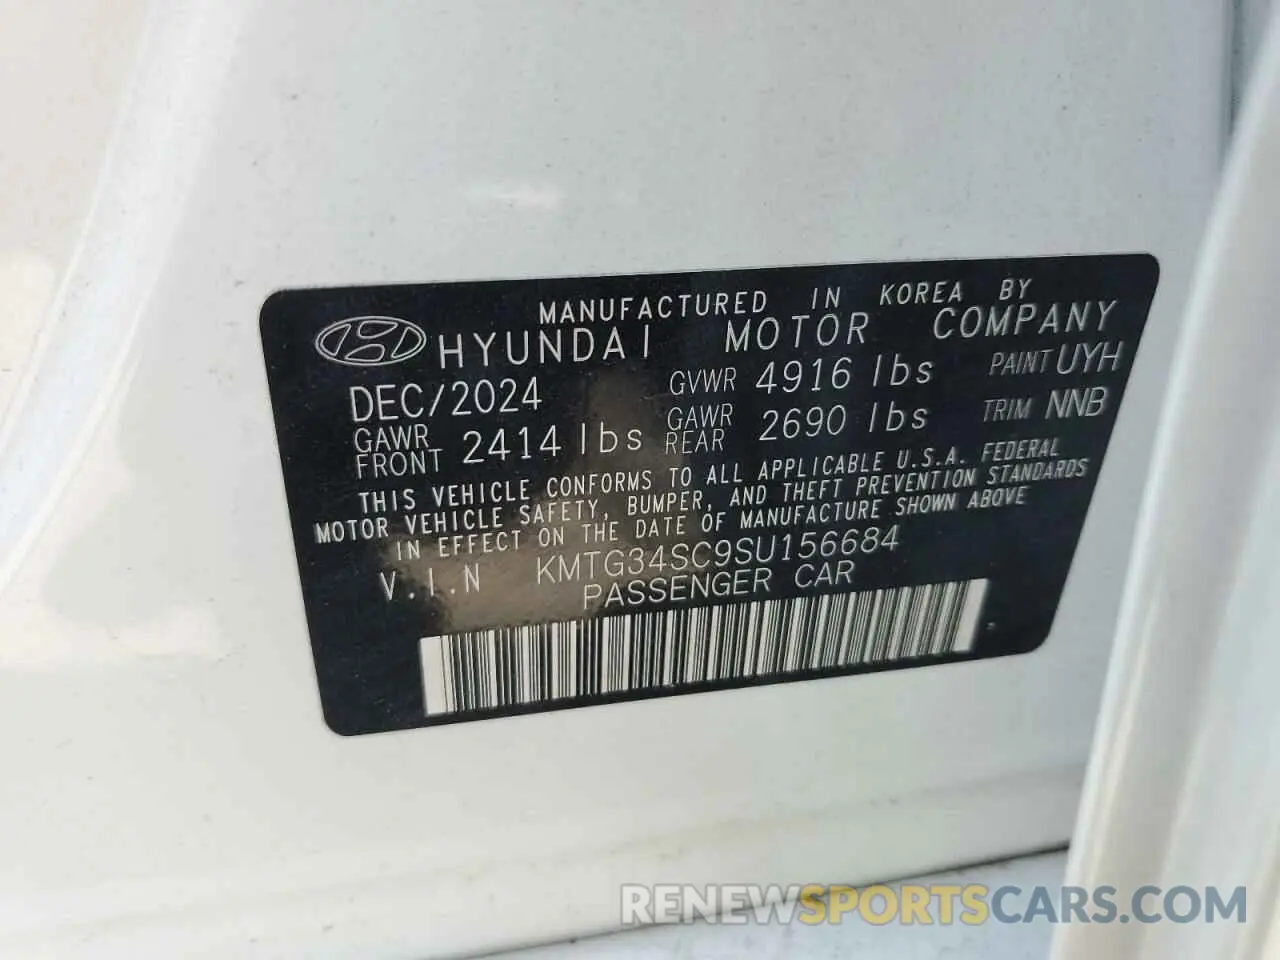 MANUFACTURED IN KOREA BY
HYUNDAI MOTOR COMPANY
DEC/2024 GVWR 4916 lbs PAINT UYH
GAWR FRONT 2414 lbs GAWR REAR 2690 lbs TRIM NNB
THIS VEHICLE CONFORMS TO ALL APPLICABLE U.S.A. FEDERAL
MOTOR VEHICLE SAFETY, BUMPER, AND THEFT PREVENTION STANDARDS
IN EFFECT ON THE DATE OF MANUFACTURE SHOWN ABOVE
V.I.N KMTG34SC9SU156684
PASSENGER CAR
RENEWSPORTSCARS.COM